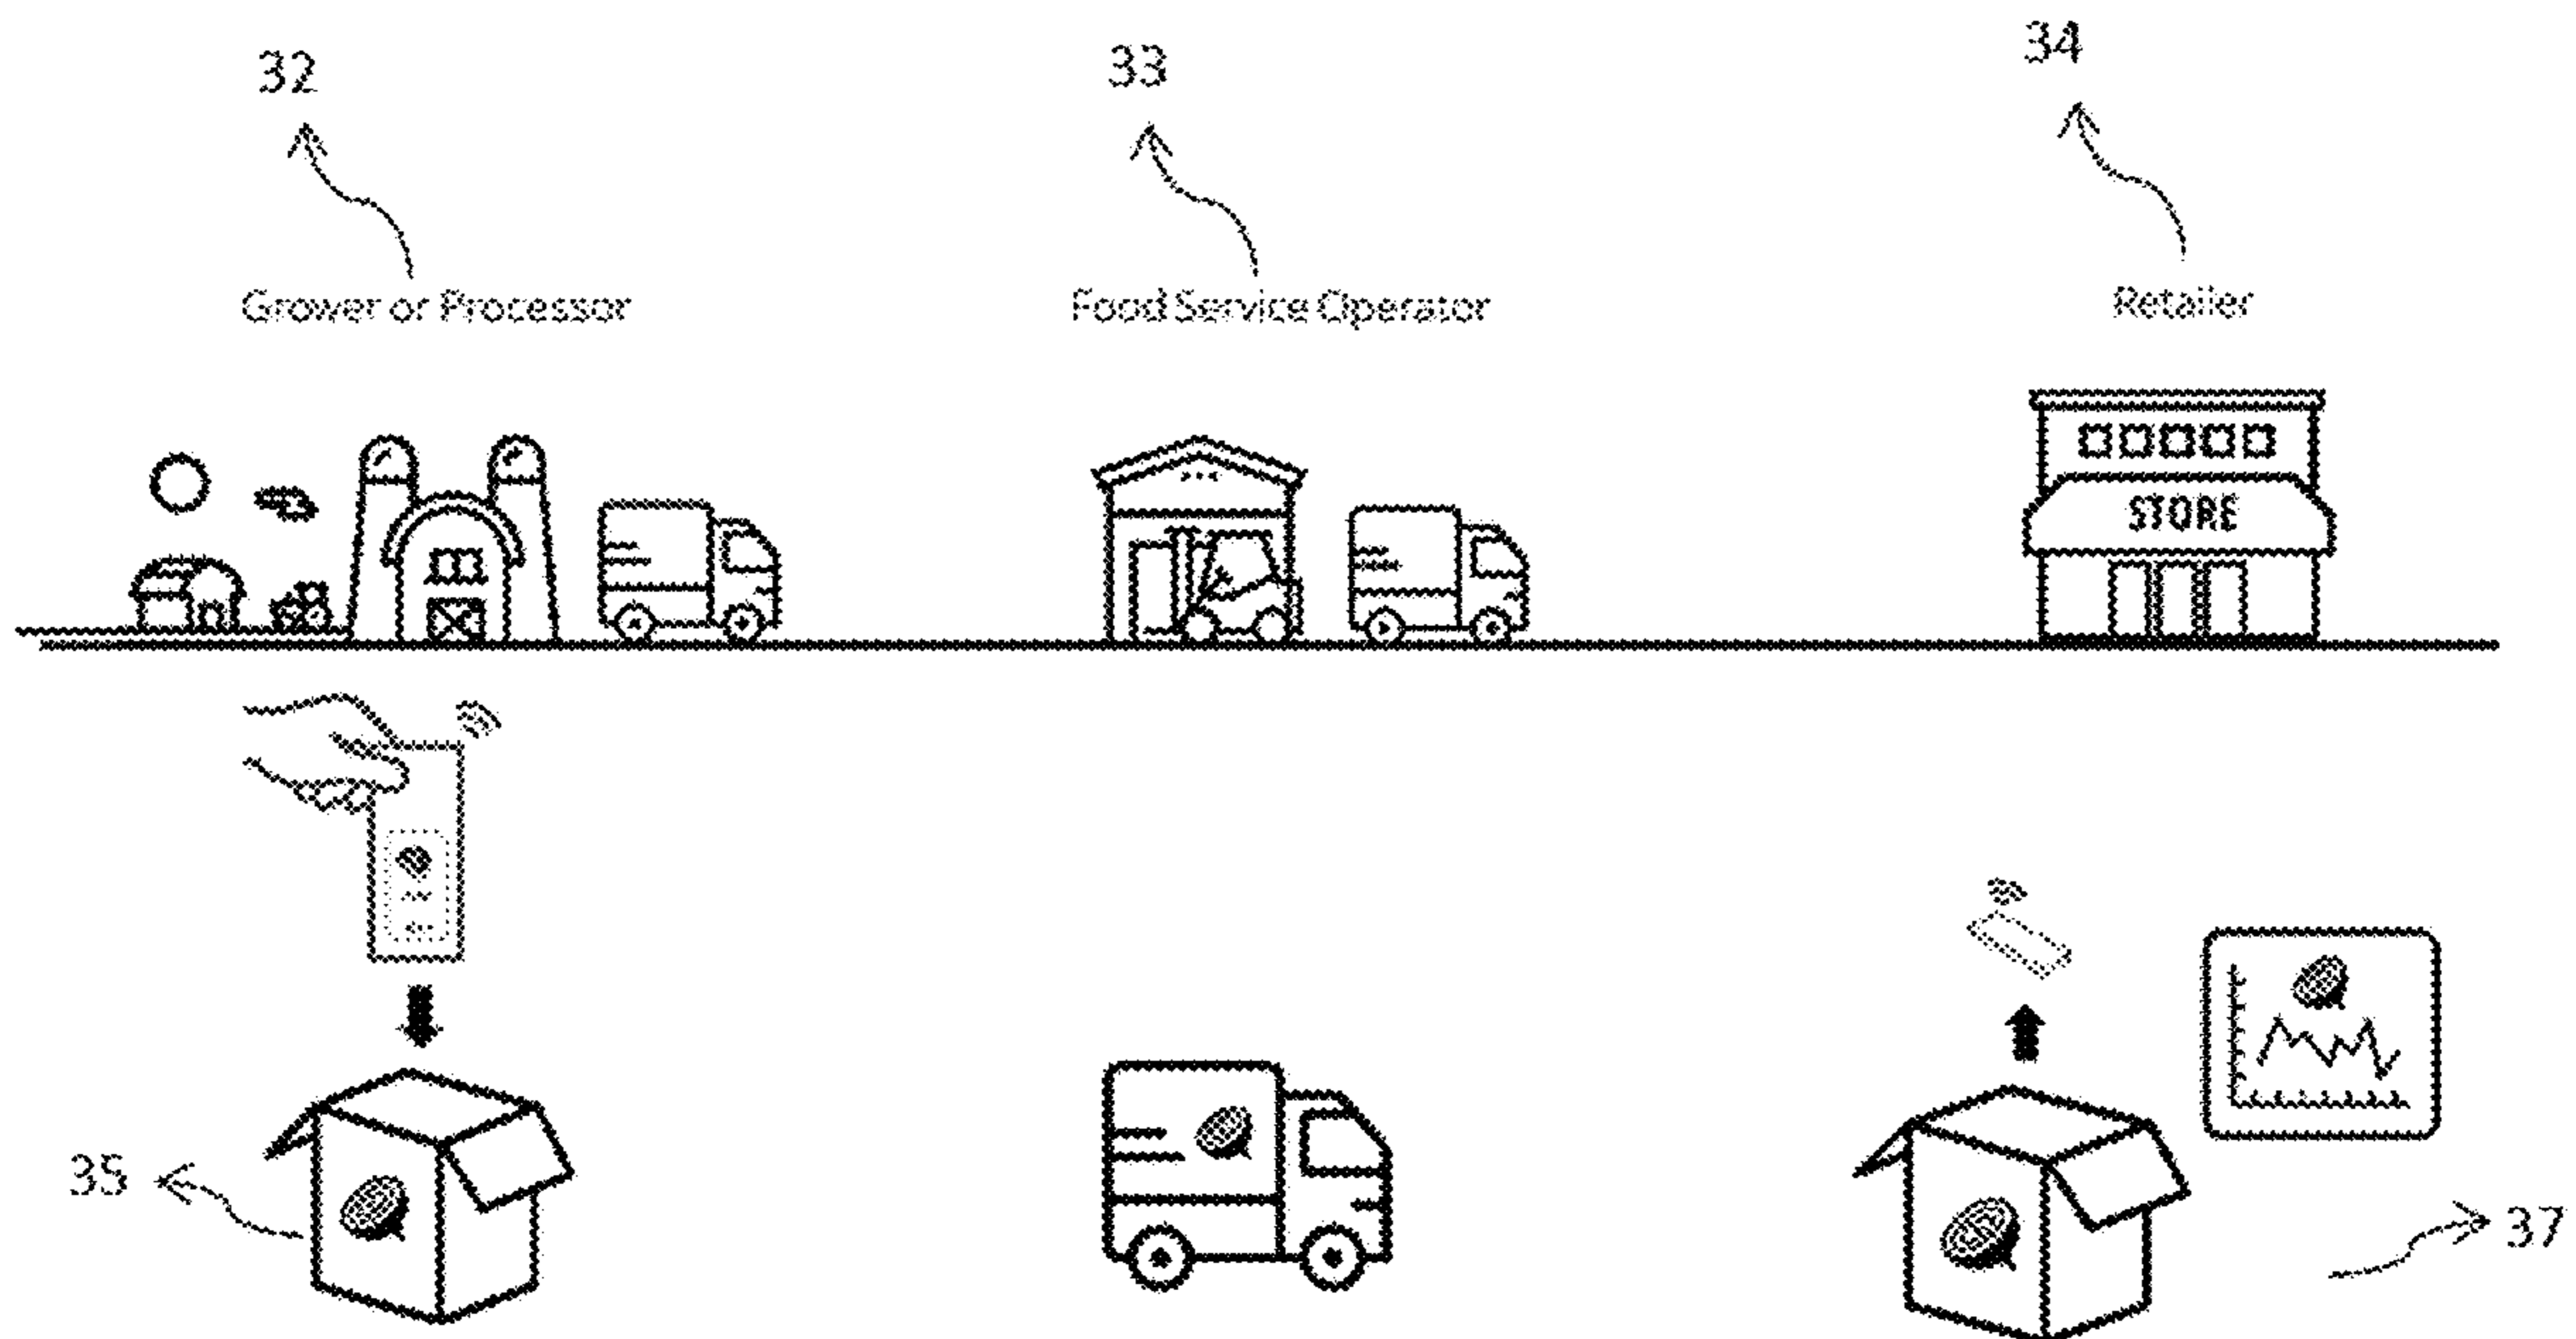 32
33
34
Grower or Processor
Food Service Operator
Retailer
STORE
35
37